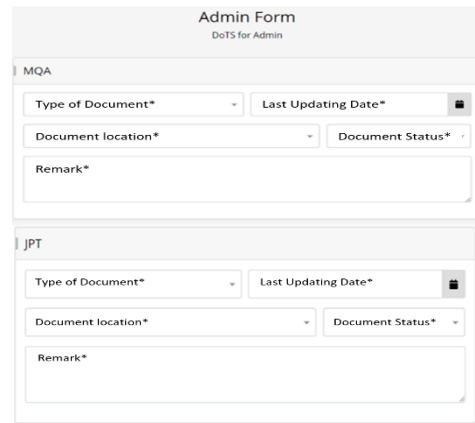 Admin Form
DoTS for Admin
MQA
Type of Document* Last Updating Date*
Document location* Document Status*
Remark*
JPT
Type of Document* Last Updating Date*
Document location* Document Status*
Remark*